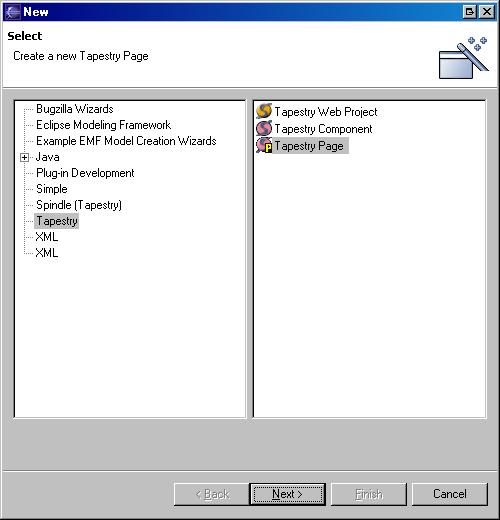 New
Select
Create a new Tapestry Page
Bugzilla Wizards
Eclipse Modeling Framework
Example EMF Model Creation Wizards
Java
Plug-in Development
Simple
Spindle (Tapestry)
Tapestry
XML
XML
Tapestry Web Project
Tapestry Component
Tapestry Page
< Back
Next >
Finish
Cancel